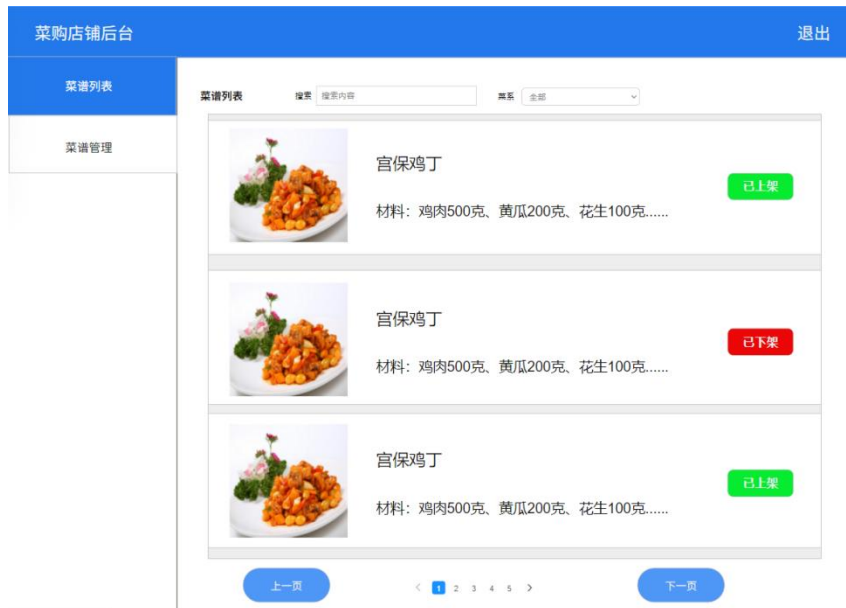 菜购店铺后台 退出
菜谱列表
菜谱管理
菜谱列表 搜索 搜索内容 菜系 全部
宫保鸡丁
已上架
材料：鸡肉500克、黄瓜200克、花生100克......
宫保鸡丁
已下架
材料：鸡肉500克、黄瓜200克、花生100克......
宫保鸡丁
已上架
材料：鸡肉500克、黄瓜200克、花生100克......
上一页 < 1 2 3 4 5 > 下一页